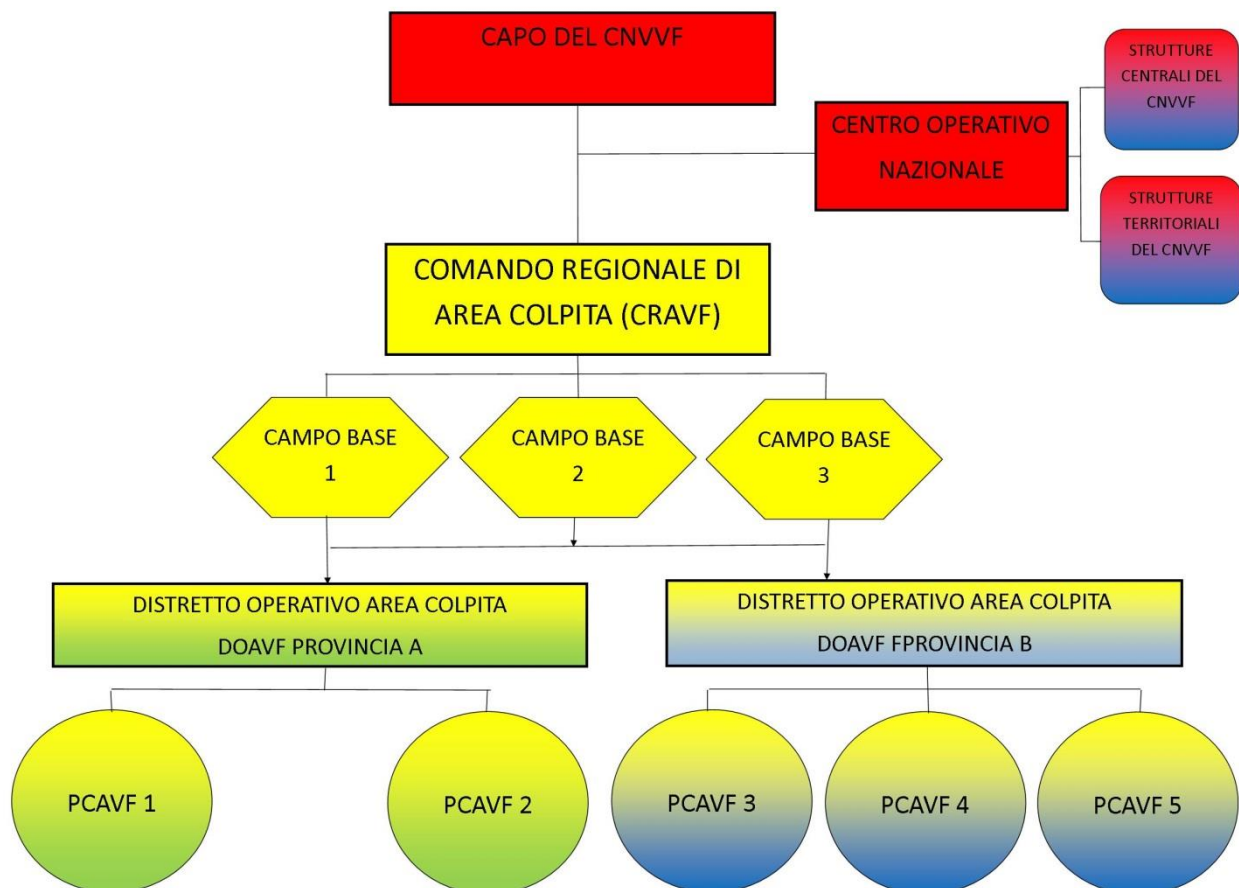 CAPO DEL CNVVF
STRUTTURE
CENTRALI DEL
CNVVF
CENTRO OPERATIVO
NAZIONALE
STRUTTURE
TERRITORIALI
DEL CNVVF
COMANDO REGIONALE DI
AREA COLPITA (CRAVF)
CAMPO BASE
1
CAMPO BASE
2
CAMPO BASE
3
DISTRETTO OPERATIVO AREA COLPITA
DOAVF PROVINCIA A
DISTRETTO OPERATIVO AREA COLPITA
DOAVF FPROVINCIA B
PCAVF 1
PCAVF 2
PCAVF 3
PCAVF 4
PCAVF 5